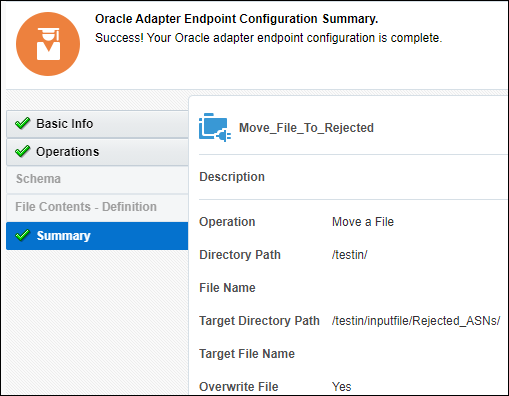 Oracle Adapter Endpoint Configuration Summary.
Success! Your Oracle adapter endpoint configuration is complete.
Basic Info
Operations
Schema
File Contents - Definition
Summary
Move_File_To_Rejected
Description
Operation Move a File
Directory Path /testin/
File Name
Target Directory Path /testin/inputfile/Rejected_ASNs/
Target File Name
Overwrite File Yes